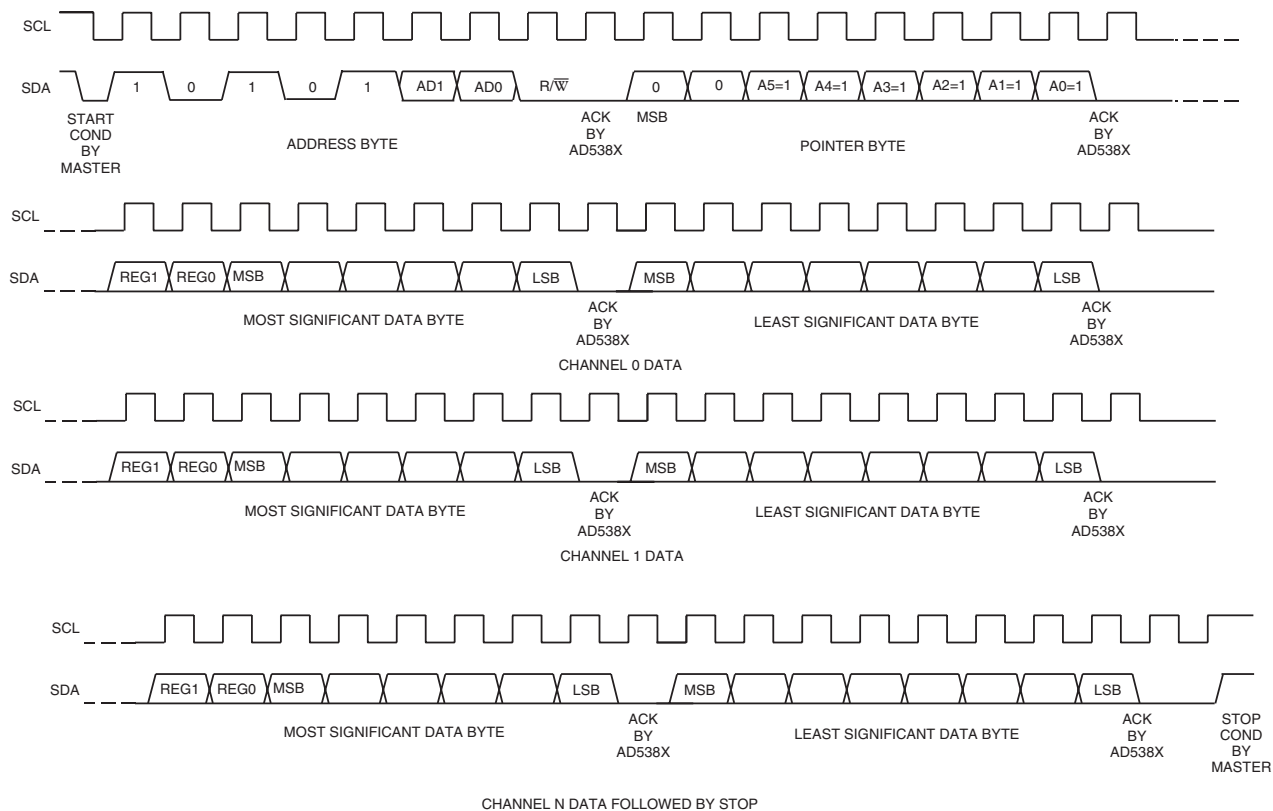 SCL
SDA 1 0 1 0 1 AD1 AD0 R/W̅ 0 0 A5=1 A4=1 A3=1 A2=1 A1=1 A0=1
START COND BY MASTER
ADDRESS BYTE
ACK BY AD538X
MSB
POINTER BYTE
ACK BY AD538X
SCL
SDA REG1 REG0 MSB LSB MSB LSB
MOST SIGNIFICANT DATA BYTE
ACK BY AD538X
LEAST SIGNIFICANT DATA BYTE
ACK BY AD538X
CHANNEL 0 DATA
SCL
SDA REG1 REG0 MSB LSB MSB LSB
MOST SIGNIFICANT DATA BYTE
ACK BY AD538X
LEAST SIGNIFICANT DATA BYTE
ACK BY AD538X
CHANNEL 1 DATA
SCL
SDA REG1 REG0 MSB LSB MSB LSB
MOST SIGNIFICANT DATA BYTE
ACK BY AD538X
LEAST SIGNIFICANT DATA BYTE
ACK BY AD538X
STOP COND BY MASTER
CHANNEL N DATA FOLLOWED BY STOP